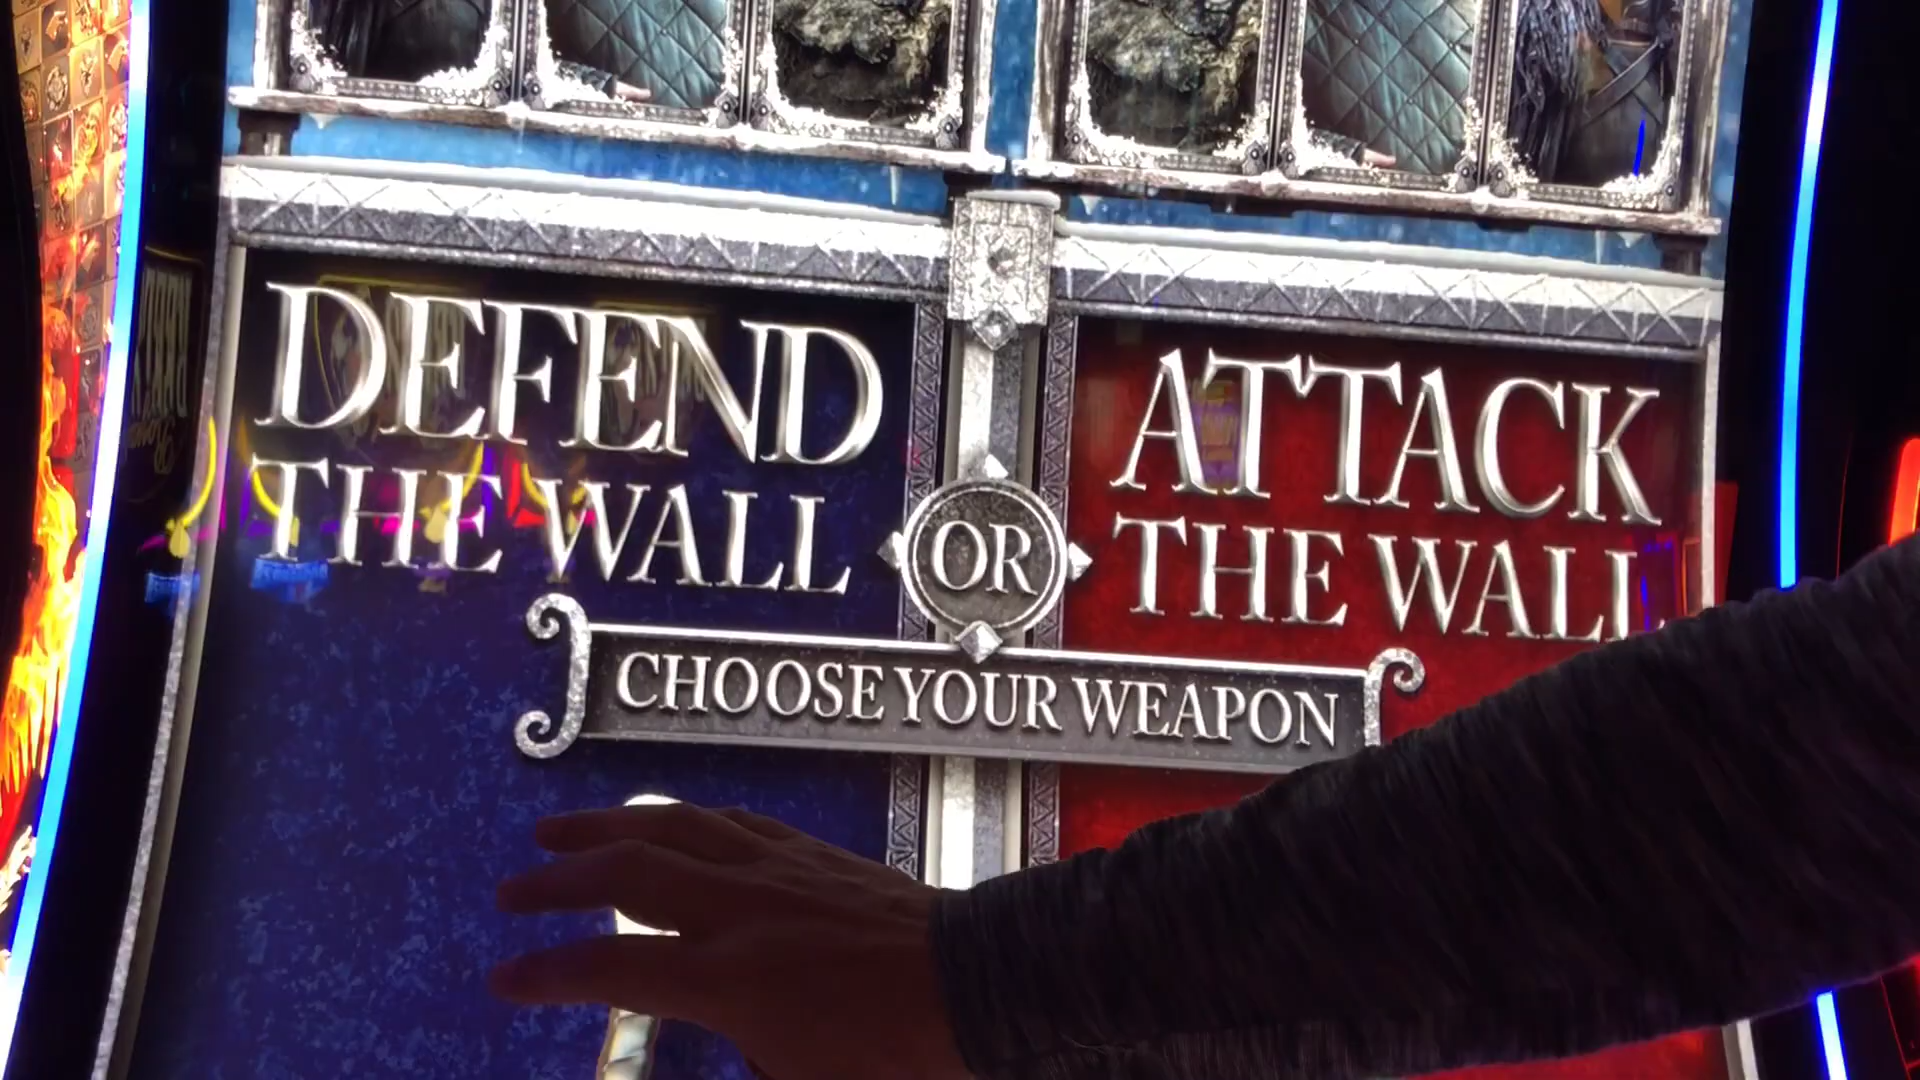 DEFEND
THE WALL
OR
ATTACK
THE WALL
CHOOSE YOUR WEAPON